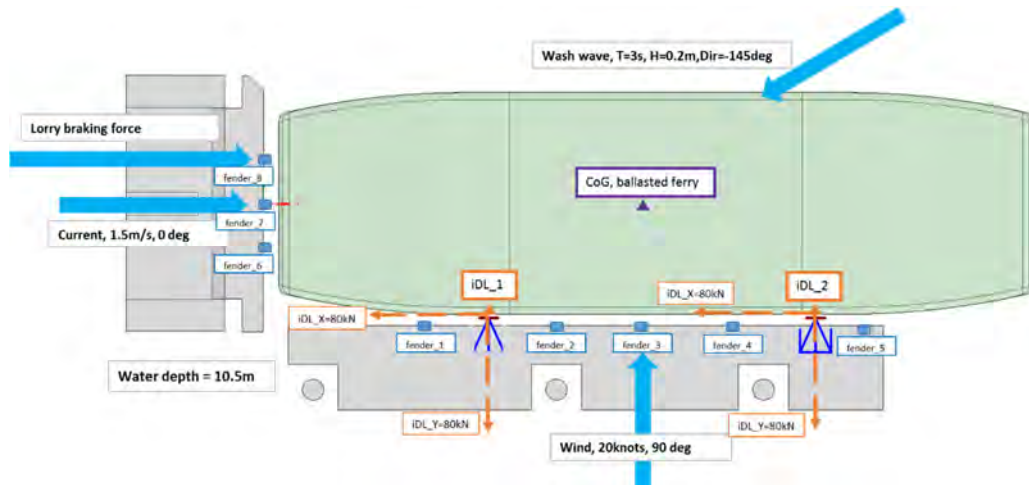 Wash wave, T=3s, H=0.2m,Dir=-145deg
Lorry braking force
fender_8
CoG, ballasted ferry
fender_7
Current, 1.5m/s, 0 deg
fender_6
iDL_1
iDL_2
iDL_X=80kN
iDL_X=80kN
fender_1
fender_2
fender_3
fender_4
fender_5
Water depth = 10.5m
iDL_Y=80kN
iDL_Y=80kN
Wind, 20knots, 90 deg